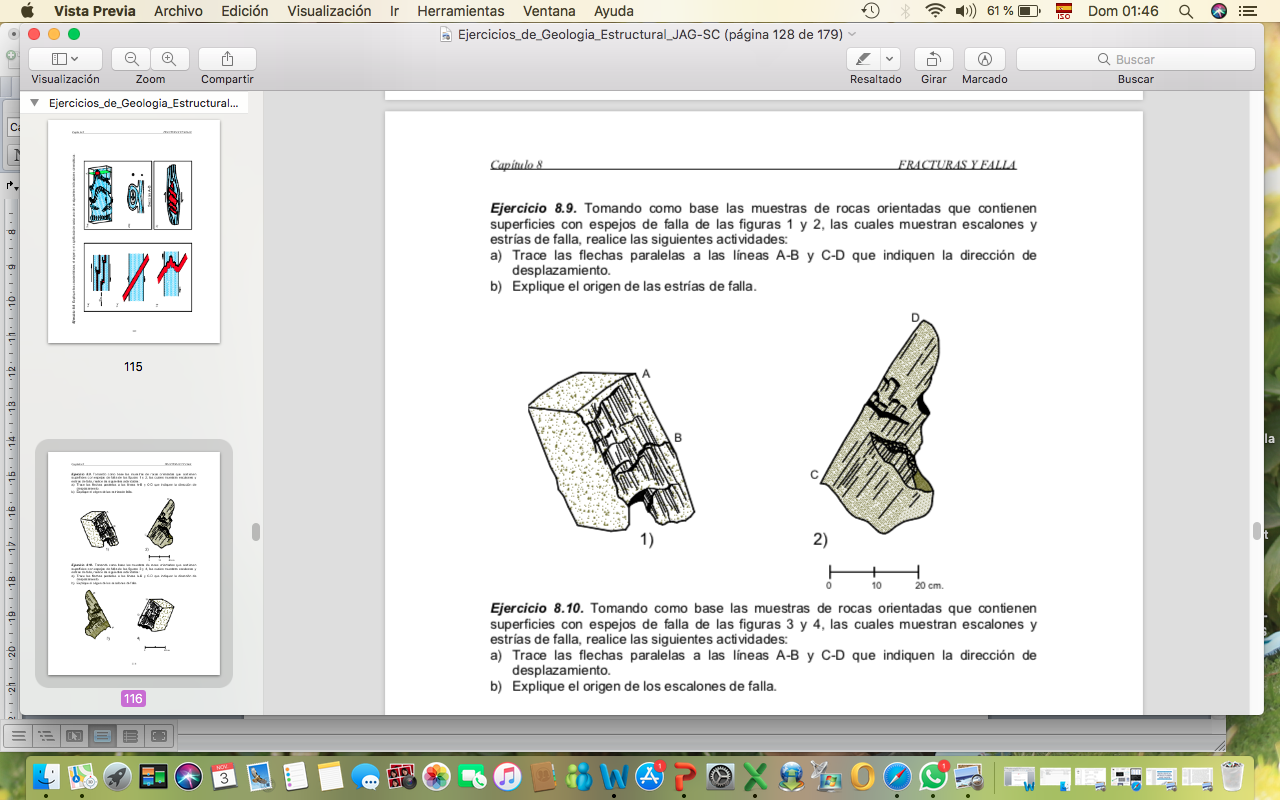 Vista Previa Archivo Edición Visualización Ir Herramientas Ventana Ayuda 61 % ISO Dom 01:46
Ejercicios_de_Geologia_Estructural_JAG-SC (página 128 de 179)
Buscar
Visualización Zoom Compartir Resaltado Girar Marcado Buscar
Ejercicios_de_Geologia_Estructural...
115
116
Capítulo 8 FRACTURAS Y FALLA
Ejercicio 8.9. Tomando como base las muestras de rocas orientadas que contienen
superficies con espejos de falla de las figuras 1 y 2, las cuales muestran escalones y
estrías de falla, realice las siguientes actividades:
a) Trace las flechas paralelas a las líneas A-B y C-D que indiquen la dirección de
desplazamiento.
b) Explique el origen de las estrías de falla.
D
A
B
C
1)
2)
0 10 20 cm.
Ejercicio 8.10. Tomando como base las muestras de rocas orientadas que contienen
superficies con espejos de falla de las figuras 3 y 4, las cuales muestran escalones y
estrías de falla, realice las siguientes actividades:
a) Trace las flechas paralelas a las líneas A-B y C-D que indiquen la dirección de
desplazamiento.
b) Explique el origen de los escalones de falla.
NOV
3
1
1